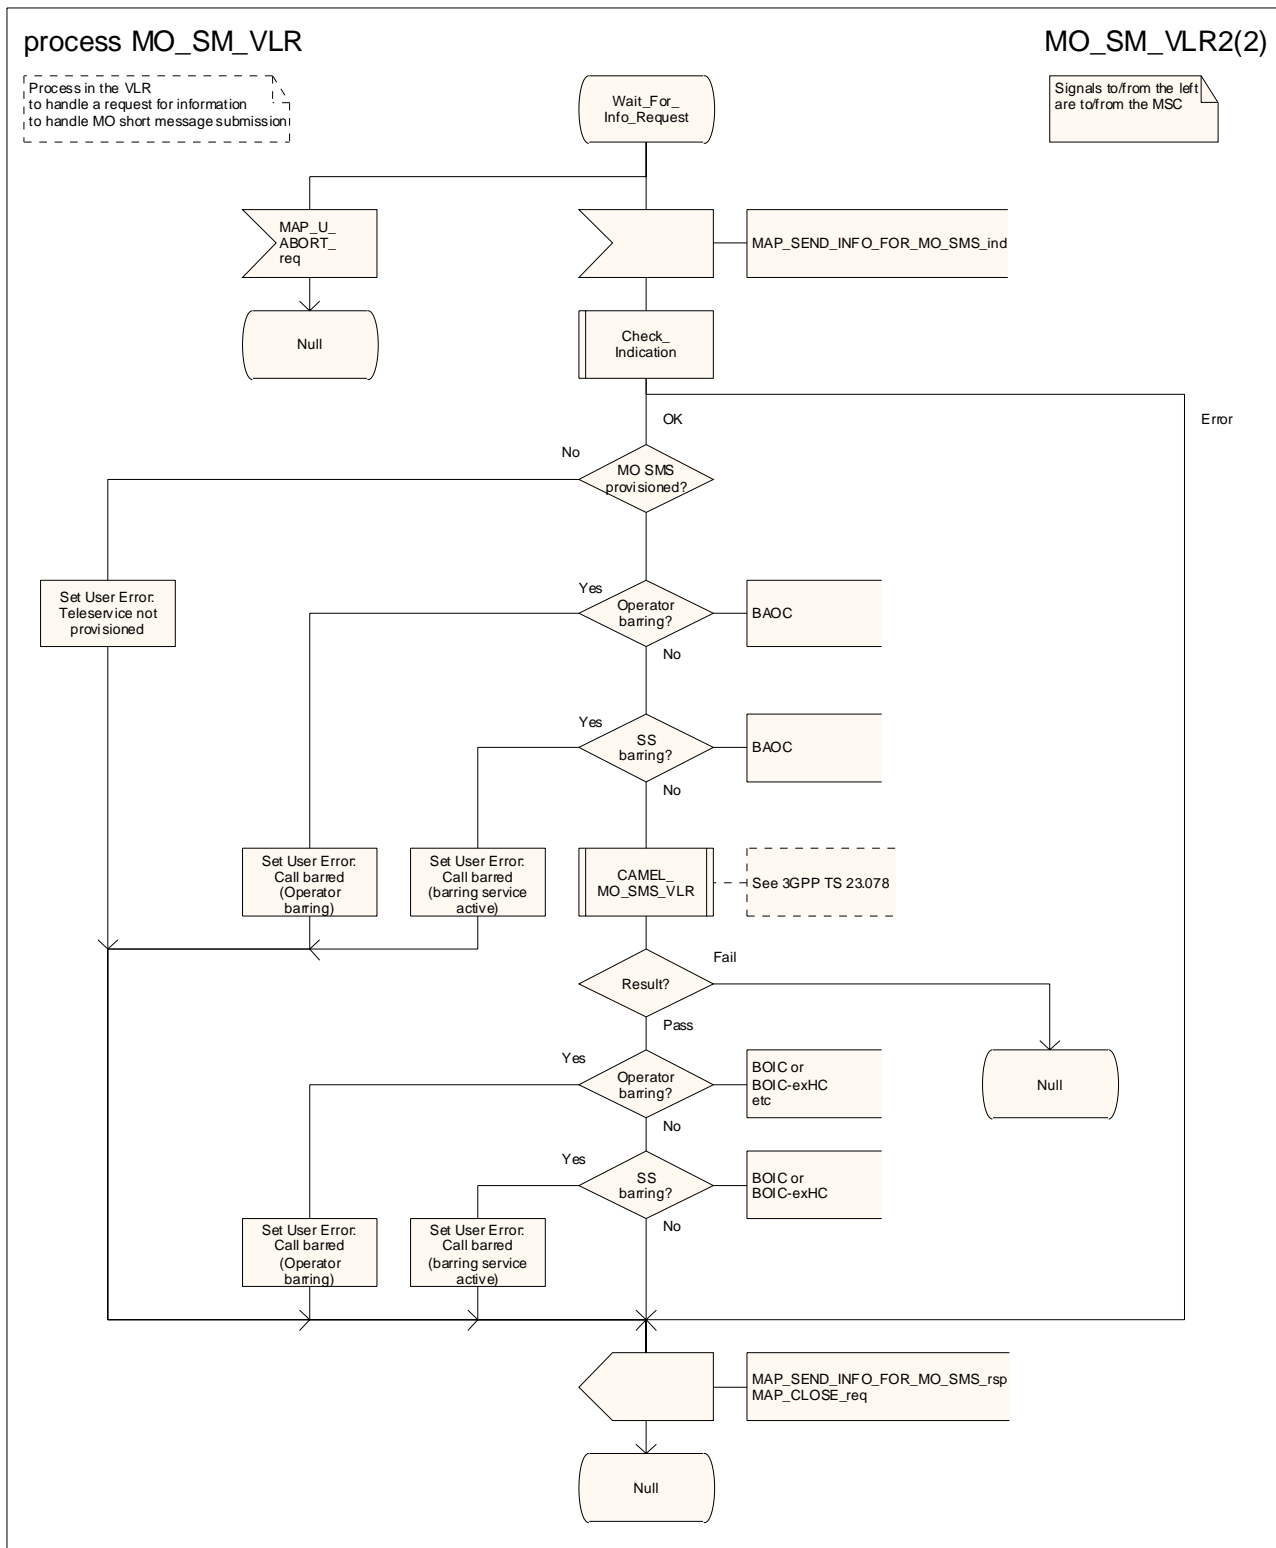 process MO_SM_VLR
MO_SM_VLR2(2)
Process in the VLR
to handle a request for information
to handle MO short message submission
Wait_For_
Info_Request
Signals to/from the left
are to/from the MSC
MAP_U_
ABORT_
req
MAP_SEND_INFO_FOR_MO_SMS_ind
Null
Check_
Indication
OK
Error
No
MO SMS
provisioned?
Set User Error:
Teleservice not
provisioned
Yes
Operator
barring?
BAOC
No
Yes
SS
barring?
BAOC
No
Set User Error:
Call barred
(Operator
barring)
Set User Error:
Call barred
(barring service
active)
CAMEL_
MO_SMS_VLR
See 3GPP TS 23.078
Result?
Fail
Pass
Yes
Operator
barring?
BOIC or
BOIC-exHC
etc
Null
No
Yes
SS
barring?
BOIC or
BOIC-exHC
No
Set User Error:
Call barred
(Operator
barring)
Set User Error:
Call barred
(barring service
active)
MAP_SEND_INFO_FOR_MO_SMS_rsp
MAP_CLOSE_req
Null